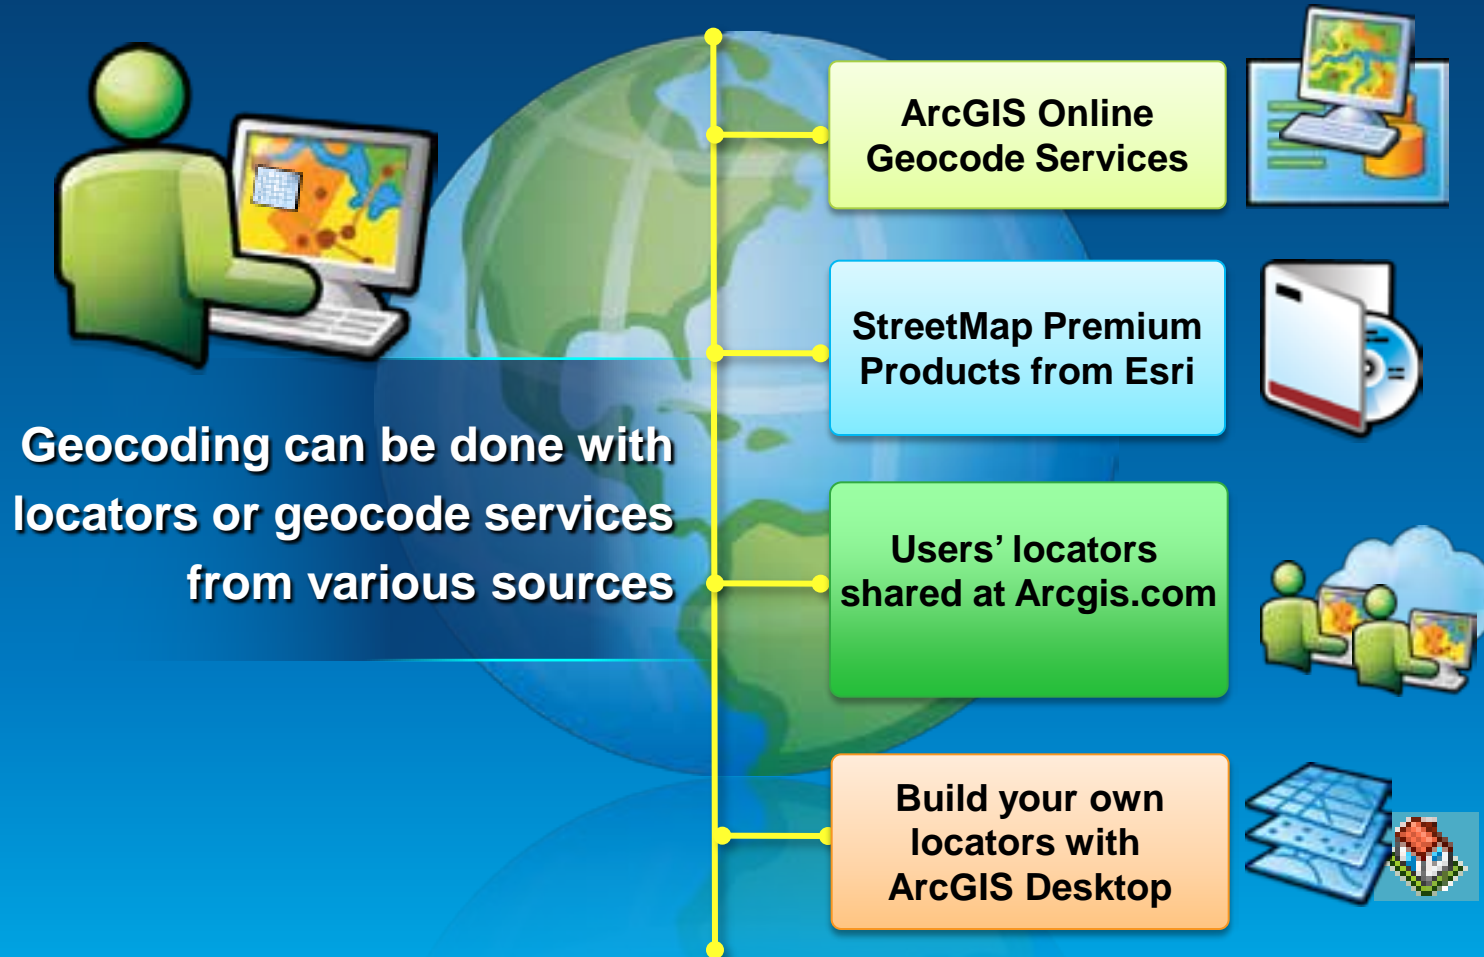 Geocoding can be done with
locators or geocode services
from various sources
ArcGIS Online
Geocode Services
StreetMap Premium
Products from Esri
Users’ locators
shared at Arcgis.com
Build your own
locators with
ArcGIS Desktop